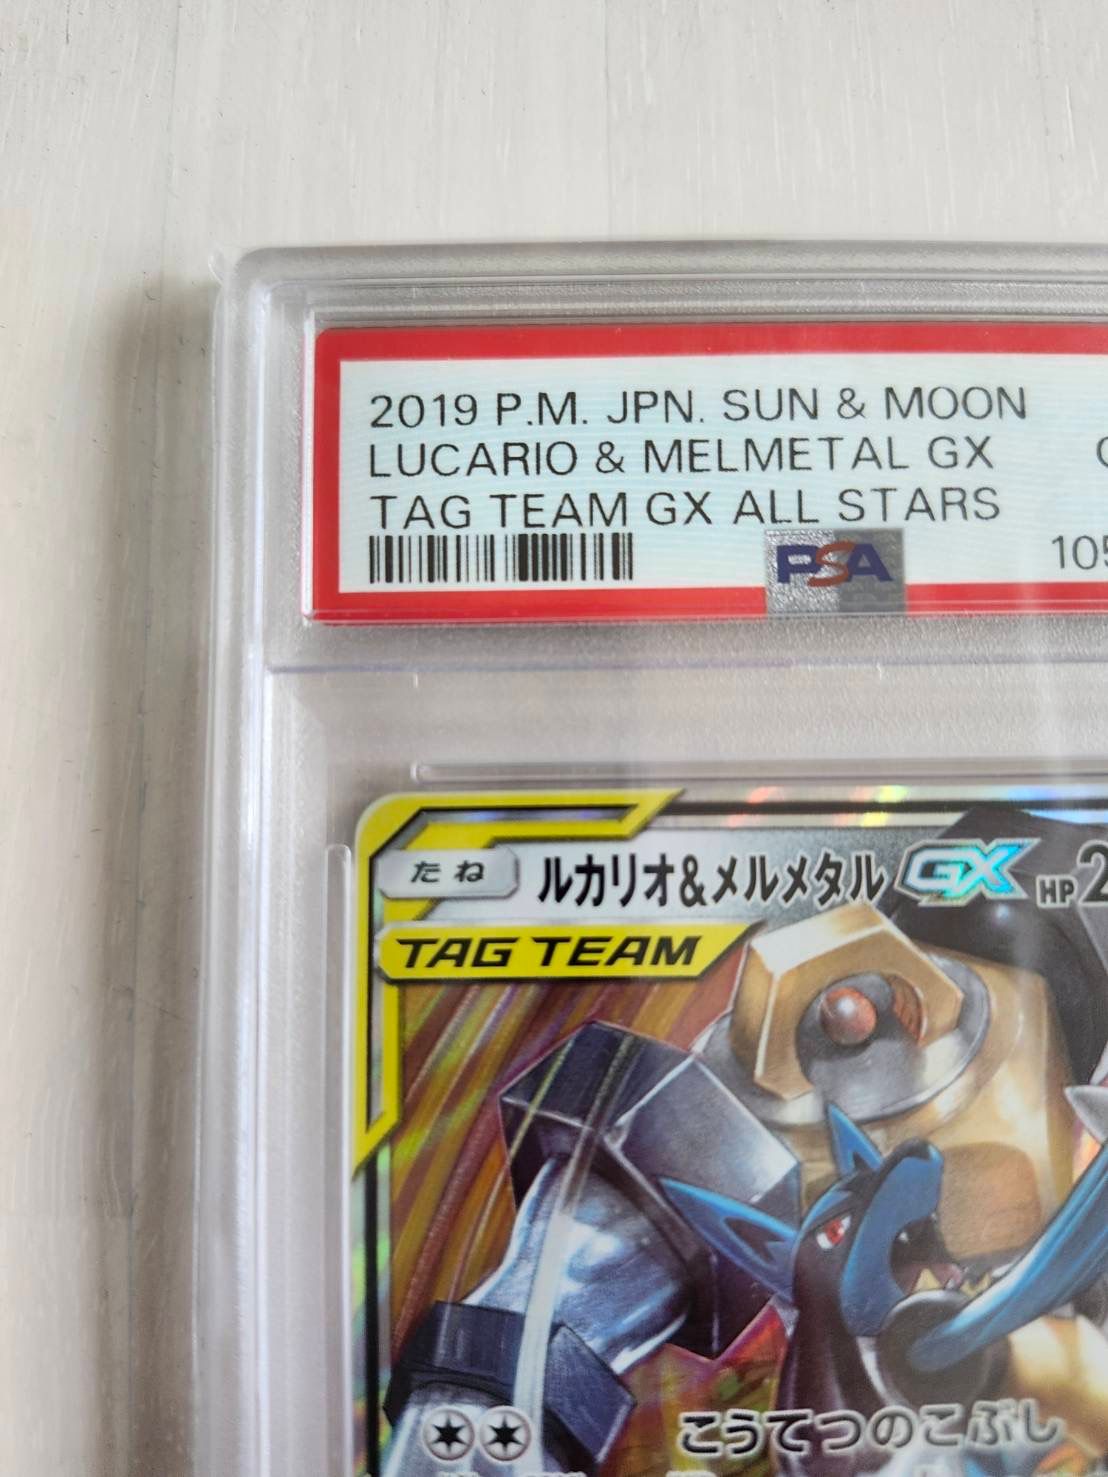 2019 P.M. JPN. SUN & MOON
LUCARIO & MELMETAL GX
TAG TEAM GX ALL STARS
PSA
たね ルカリオ&メルメタル GX HP
TAG TEAM
こうてつのこぶし